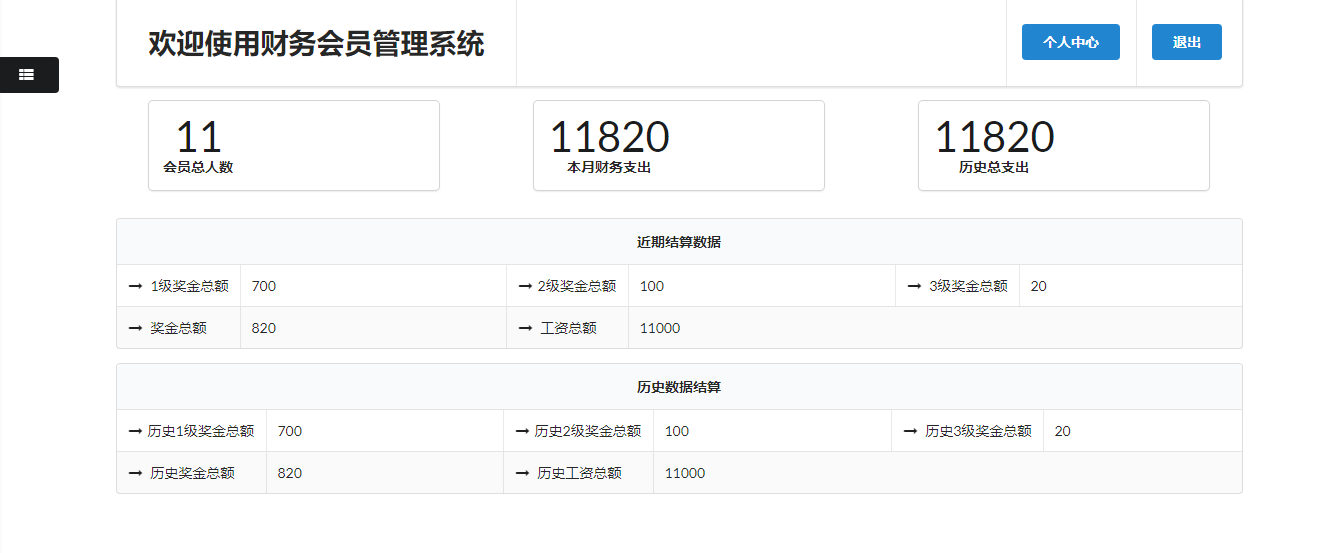 欢迎使用财务会员管理系统
个人中心 退出
11 11820 11820
会员总人数 本月财务支出 历史总支出
近期结算数据
1级奖金总额 700 2级奖金总额 100 3级奖金总额 20
奖金总额 820 工资总额 11000
历史数据结算
历史1级奖金总额 700 历史2级奖金总额 100 历史3级奖金总额 20
历史奖金总额 820 历史工资总额 11000